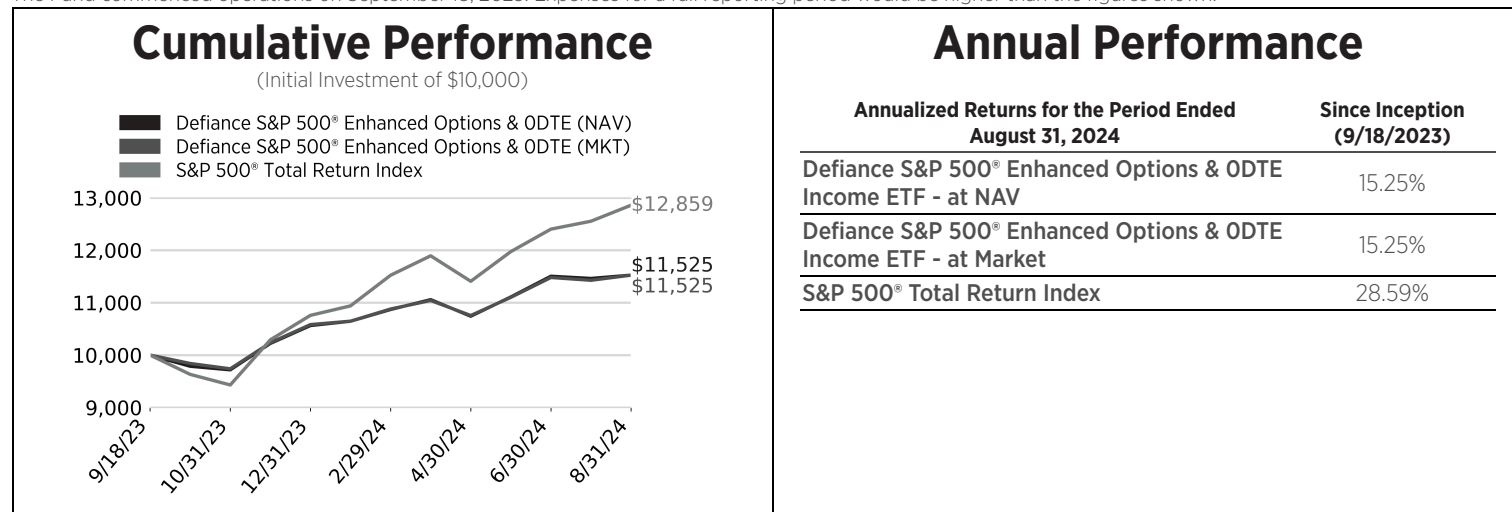 Cumulative Performance
(Initial Investment of $10,000)
Defiance S&P 500® Enhanced Options & 0DTE (NAV)
Defiance S&P 500® Enhanced Options & 0DTE (MKT)
S&P 500® Total Return Index
13,000
12,000
11,000
10,000
9,000
$12,859
$11,525
$11,525
9/18/23
10/31/23
12/31/23
2/29/24
4/30/24
6/30/24
8/31/24
Annual Performance
Annualized Returns for the Period Ended August 31, 2024
Since Inception (9/18/2023)
Defiance S&P 500® Enhanced Options & 0DTE
Income ETF - at NAV
15.25%
Defiance S&P 500® Enhanced Options & 0DTE
Income ETF - at Market
15.25%
S&P 500® Total Return Index
28.59%